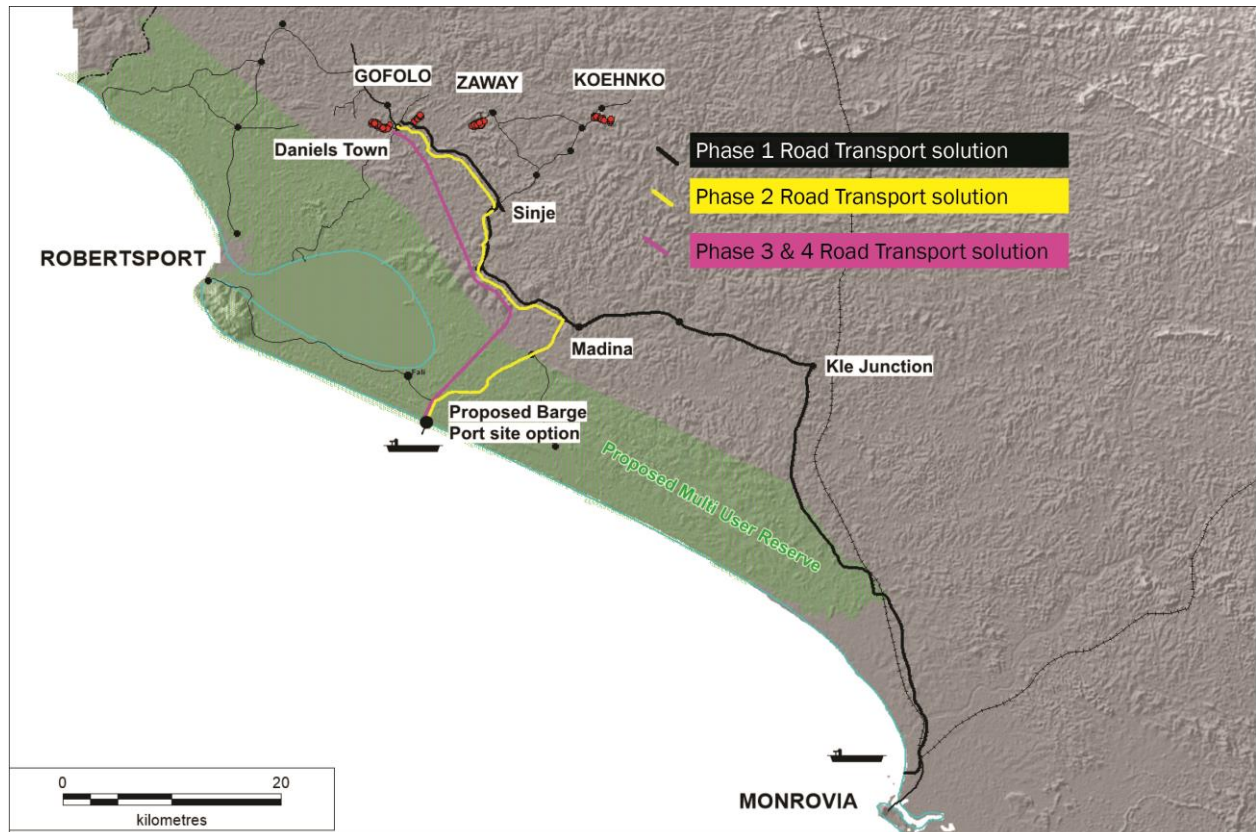 GOFOLO
ZAWAY
KOEHNKO
Daniels Town
Phase 1 Road Transport solution
Phase 2 Road Transport solution
Phase 3 & 4 Road Transport solution
Sinje
ROBERTSPORT
Madina
Kle Junction
Fali
Proposed Barge
Port site option
Proposed Multi User Reserve
MONROVIA
0 20
kilometres